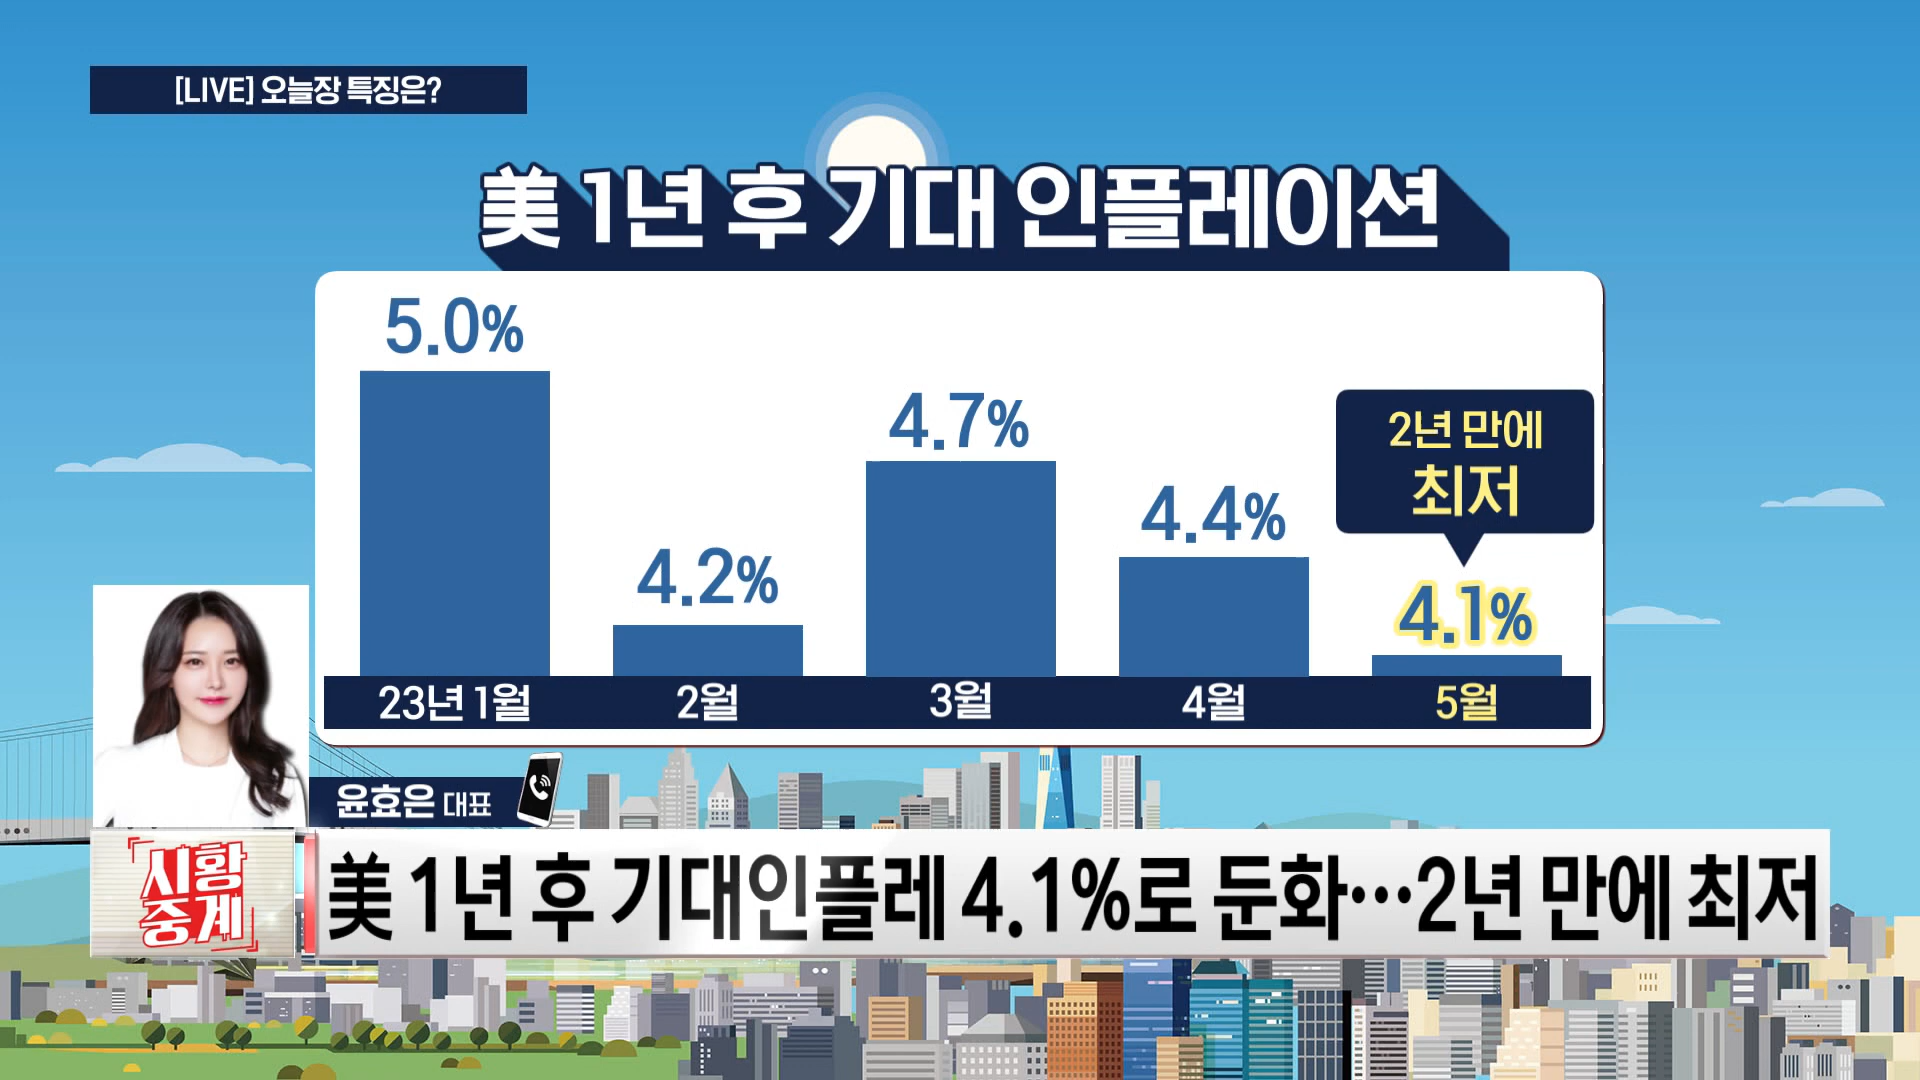 [LIVE] 오늘장 특징은?
美 1년 후 기대 인플레이션
5.0%
4.2%
4.7%
4.4%
2년 만에
최저
4.1%
23년 1월
2월
3월
4월
5월
윤효은 대표
시황
중계
美 1년 후 기대인플레 4.1%로 둔화…2년 만에 최저